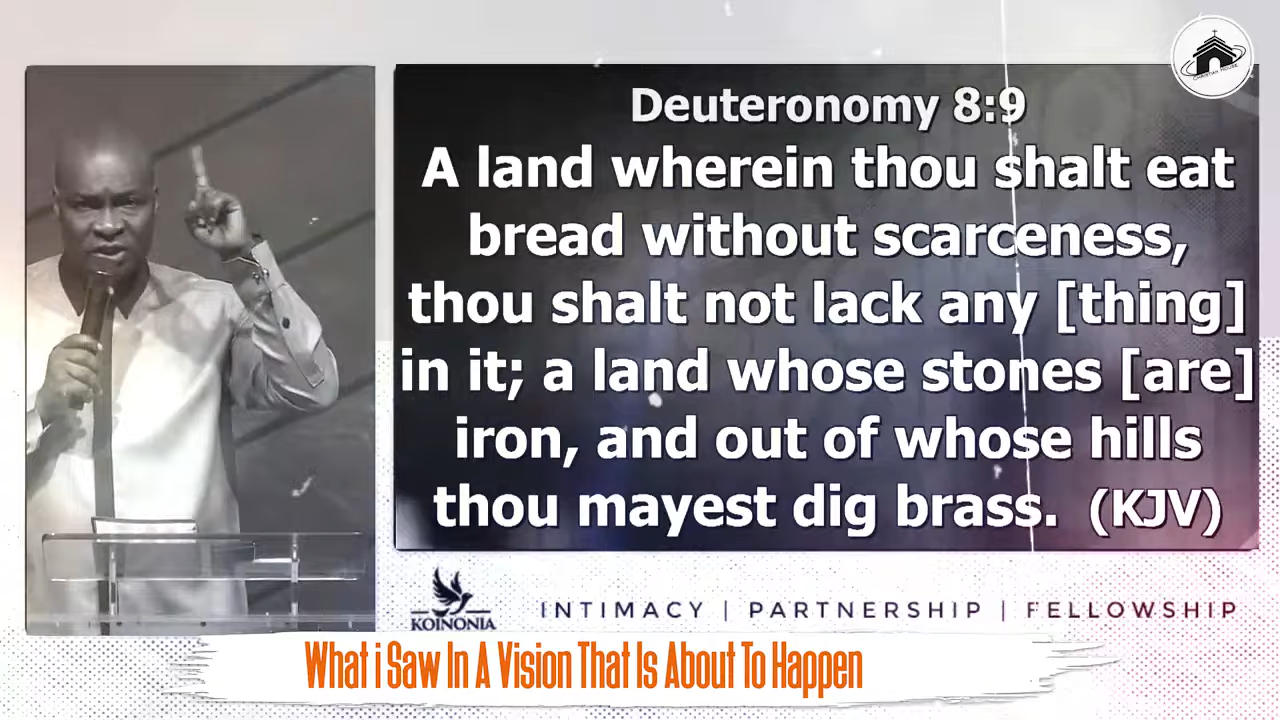 CHRISTIAN HOUSE
Deuteronomy 8:9
A land wherein thou shalt eat
bread without scarceness,
thou shalt not lack any [thing]
in it; a land whose stones [are]
iron, and out of whose hills
thou mayest dig brass. (KJV)
KOINONIA
INTIMACY | PARTNERSHIP | FELLOWSHIP
What i Saw In A Vision That Is About To Happen